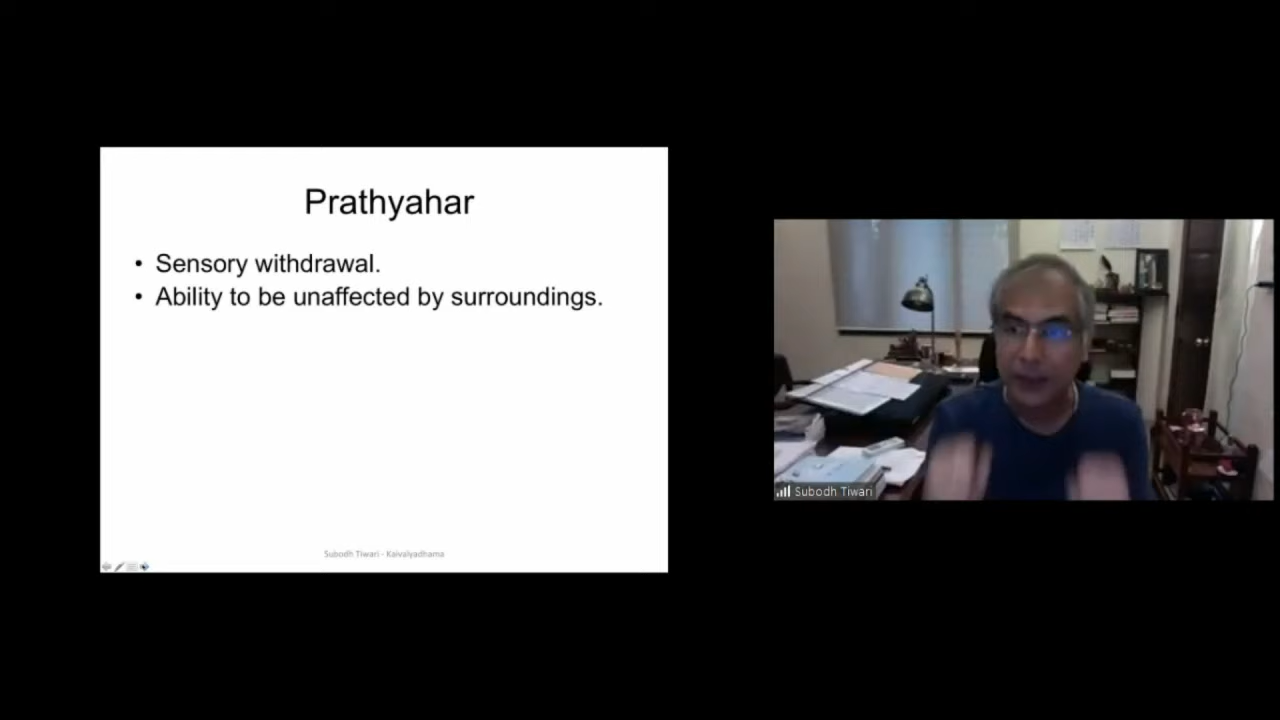 Prathyahar
• Sensory withdrawal.
• Ability to be unaffected by surroundings.
Subodh Tiwari - Kaivalyadhama
Subodh Tiwari